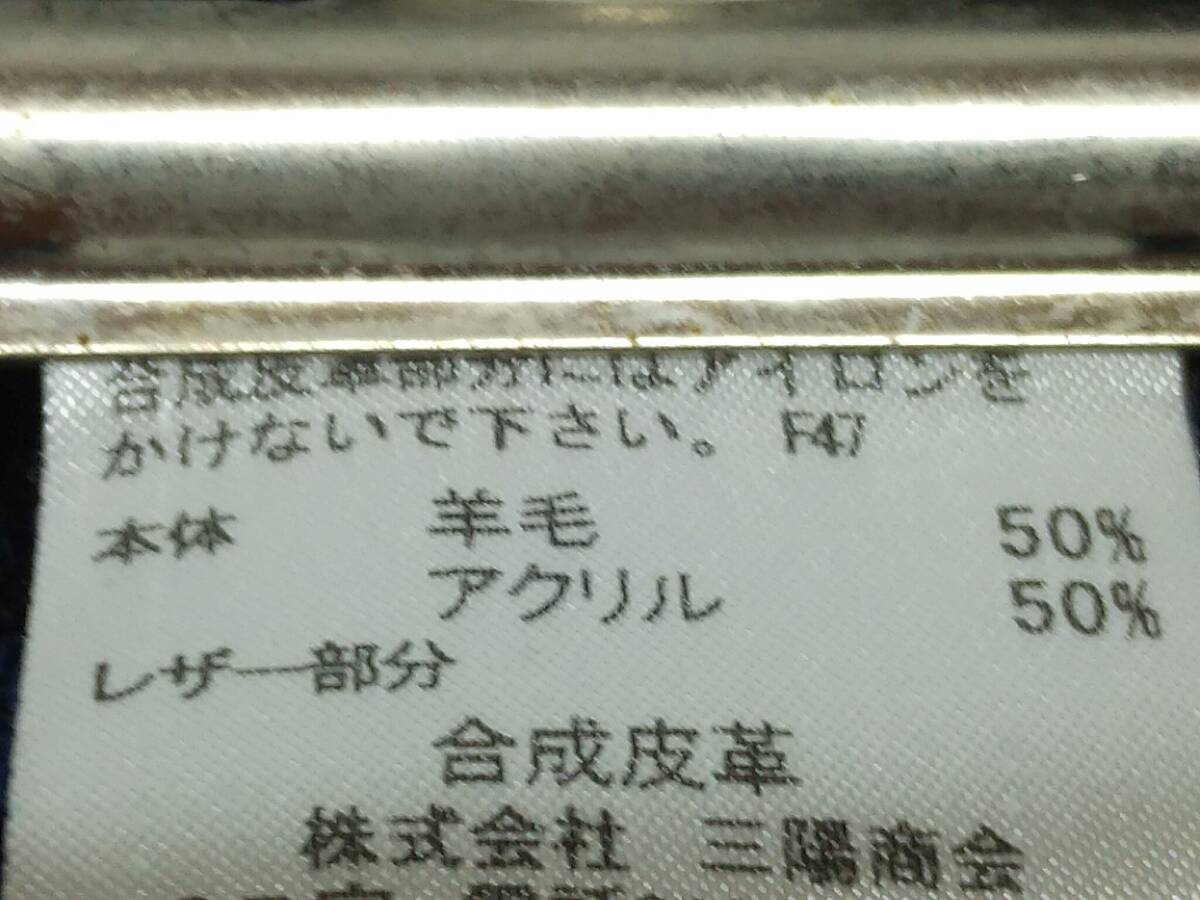 合成皮革部分にはアイロンを
かけないで下さい。 F47
本体 羊毛 50%
アクリル 50%
レザー部分
合成皮革
株式会社 三陽商会